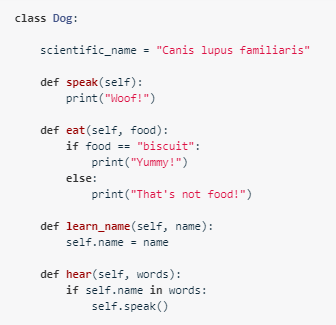 class Dog:
scientific_name = "Canis lupus familiaris"
def speak(self):
print("Woof!")
def eat(self, food):
if food == "biscuit":
print("Yummy!")
else:
print("That's not food!")
def learn_name(self, name):
self.name = name
def hear(self, words):
if self.name in words:
self.speak()